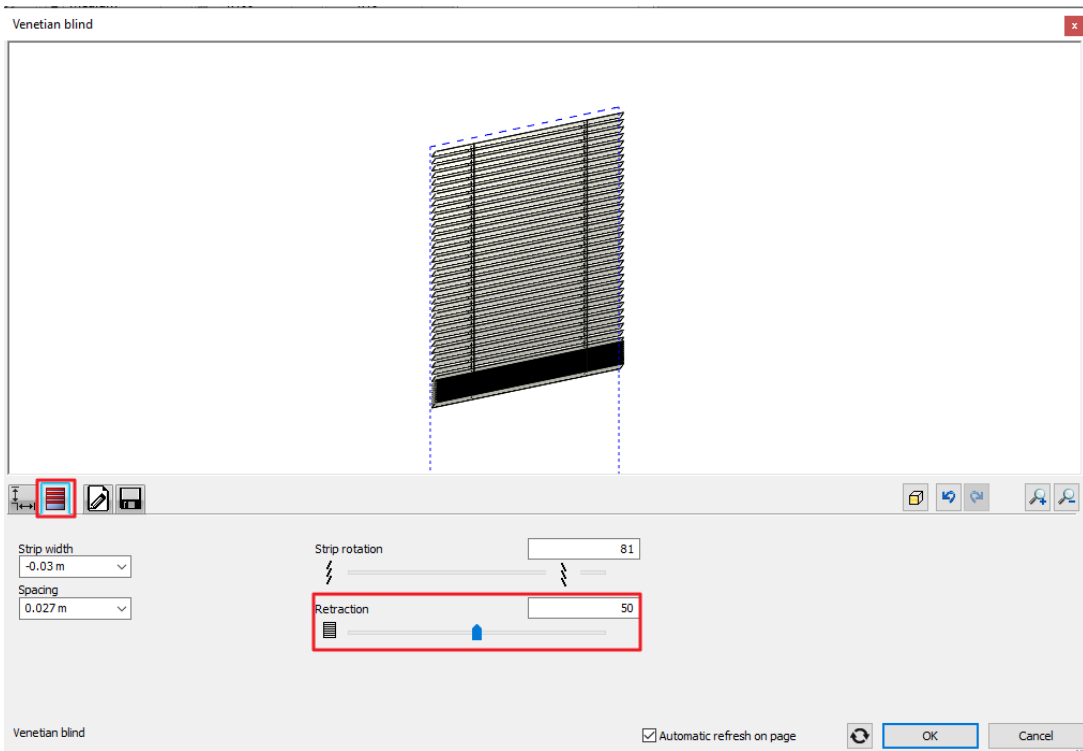 Venetian blind
x
Strip width
-0.03 m
Spacing
0.027 m
Strip rotation
81
Retraction
50
Venetian blind
Automatic refresh on page
OK
Cancel